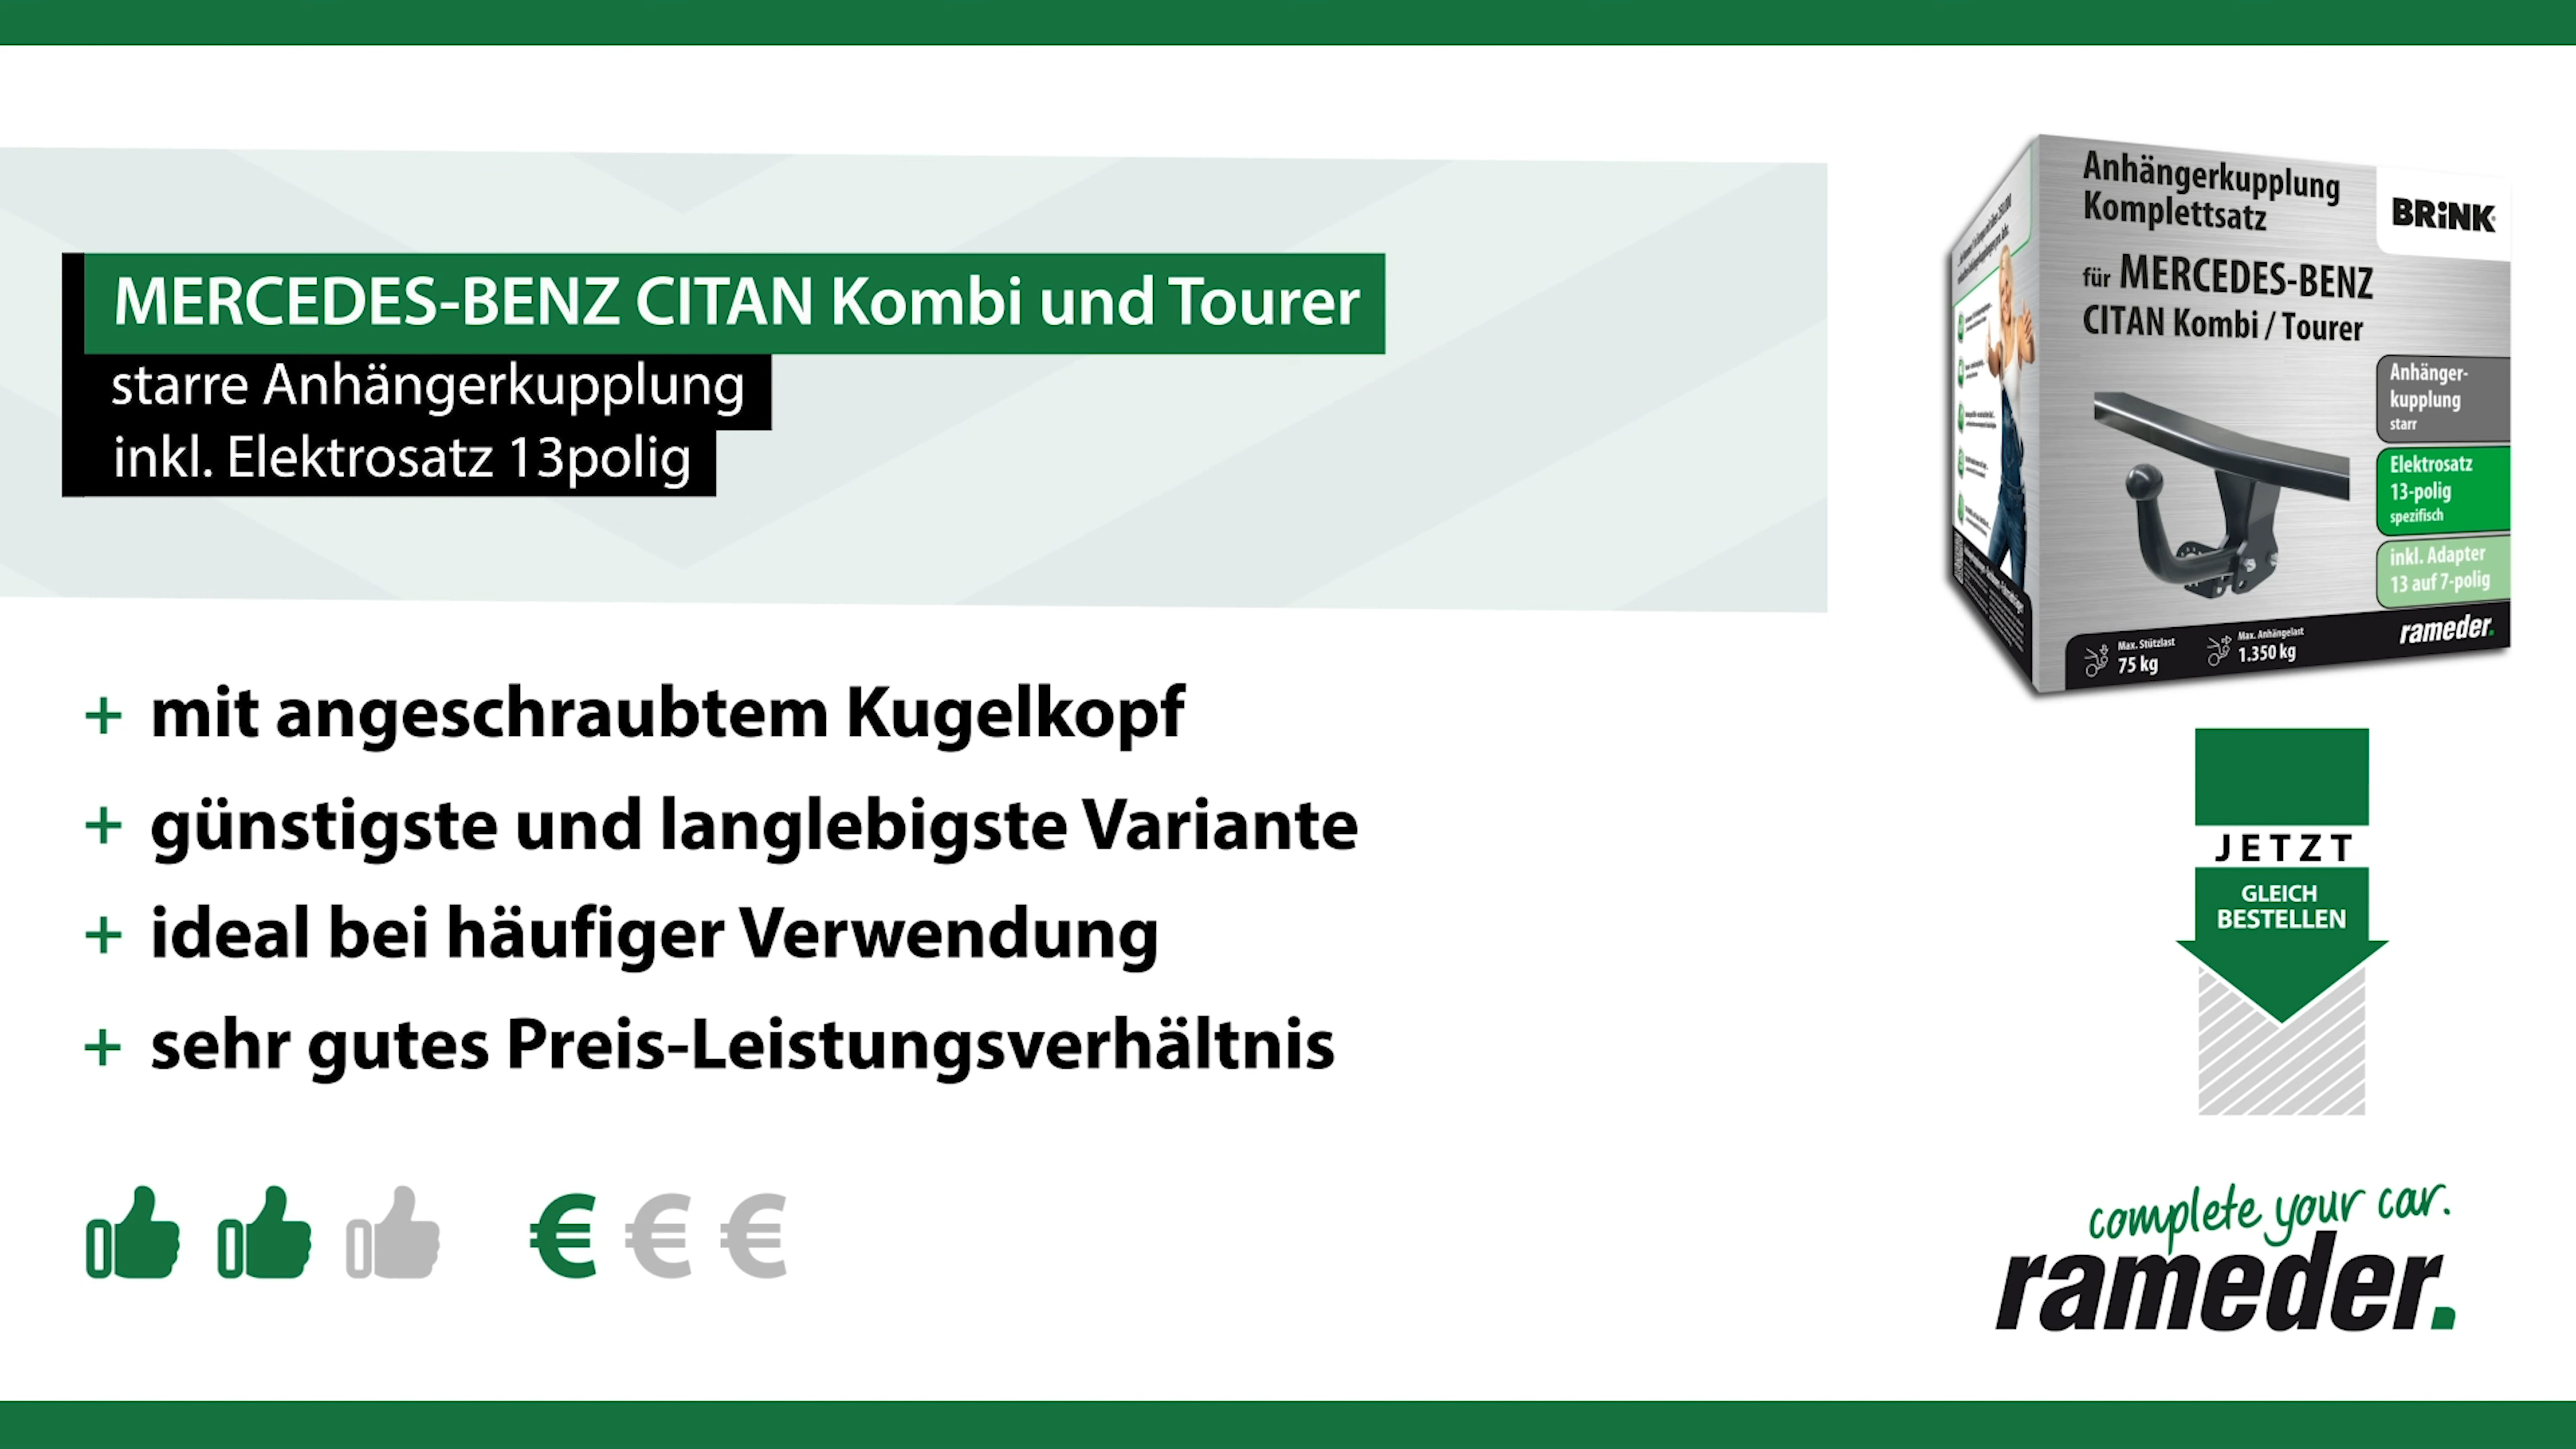 MERCEDES-BENZ CITAN Kombi und Tourer
starre Anhängerkupplung
inkl. Elektrosatz 13polig
+ mit angeschraubtem Kugelkopf
+ günstigste und langlebigste Variante
+ ideal bei häufiger Verwendung
+ sehr gutes Preis-Leistungsverhältnis
€ € €
Anhängerkupplung
Komplettsatz
BRiNK
für MERCEDES-BENZ
CITAN Kombi / Tourer
Anhänger-
kupplung
starr
Elektrosatz
13-polig
spezifisch
inkl. Adapter
13 auf 7-polig
Max. Stützlast
75 kg
Max. Anhängelast
1.350 kg
rameder.
JETZT
GLEICH
BESTELLEN
complete your car.
rameder.